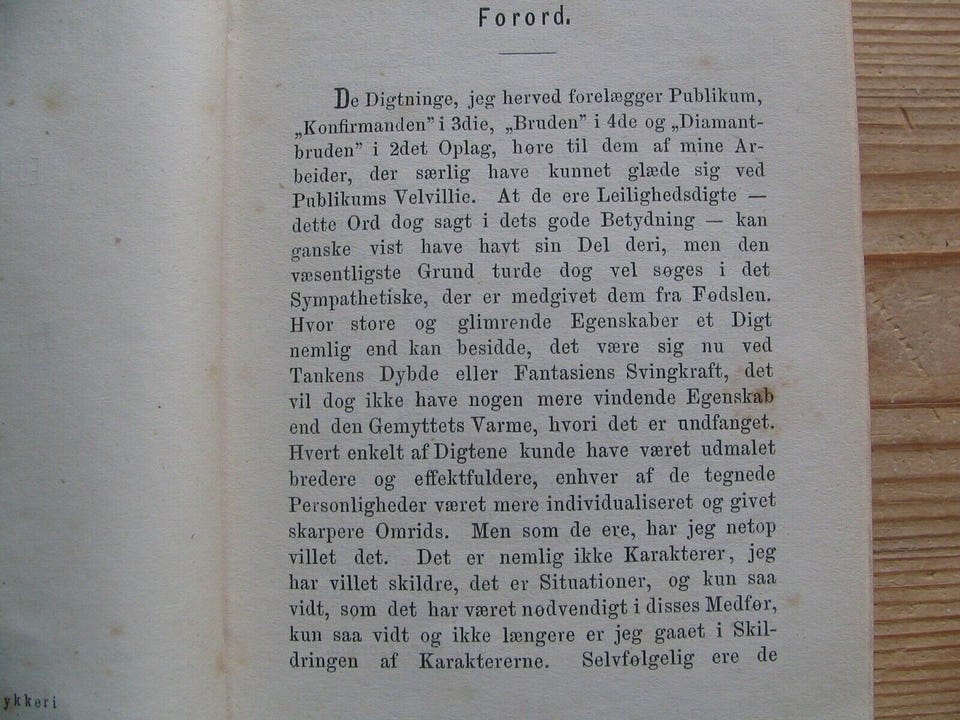 Forord.
De Digtninge, jeg herved forelægger Publikum,
„Konfirmanden” i 3die, „Bruden” i 4de og „Diamant-
bruden” i 2det Oplag, høre til dem af mine Ar-
beider, der særlig have kunnet glæde sig ved
Publikums Velvillie. At de ere Leilighedsdigte —
dette Ord dog sagt i dets gode Betydning — kan
ganske vist have havt sin Del deri, men den
væsentligste Grund turde dog vel søges i det
Sympathetiske, der er medgivet dem fra Fødslen.
Hvor store og glimrende Egenskaber et Digt
nemlig end kan besidde, det være sig nu ved
Tankens Dybde eller Fantasiens Svingkraft, det
vil dog ikke have nogen mere vindende Egenskab
end den Gemyttets Varme, hvori det er undfanget.
Hvert enkelt af Digtene kunde have været udmalet
bredere og effektfuldere, enhver af de tegnede
Personligheder været mere individualiseret og givet
skarpere Omrids. Men som de ere, har jeg netop
villet det. Det er nemlig ikke Karakterer, jeg
har villet skildre, det er Situationer, og kun saa
vidt, som det har været nødvendigt i disses Medfør,
kun saa vidt og ikke længere er jeg gaaet i Skil-
dringen af Karaktererne. Selvfølgelig ere de
ykkeri